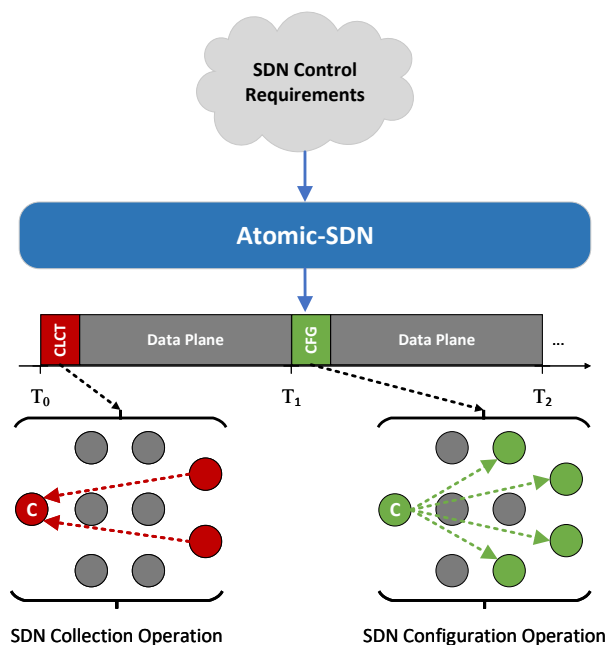 SDN Control
Requirements
Atomic-SDN
CLCT
Data Plane
CFG
Data Plane
...
T0
T1
T2
C
C
SDN Collection Operation
SDN Configuration Operation